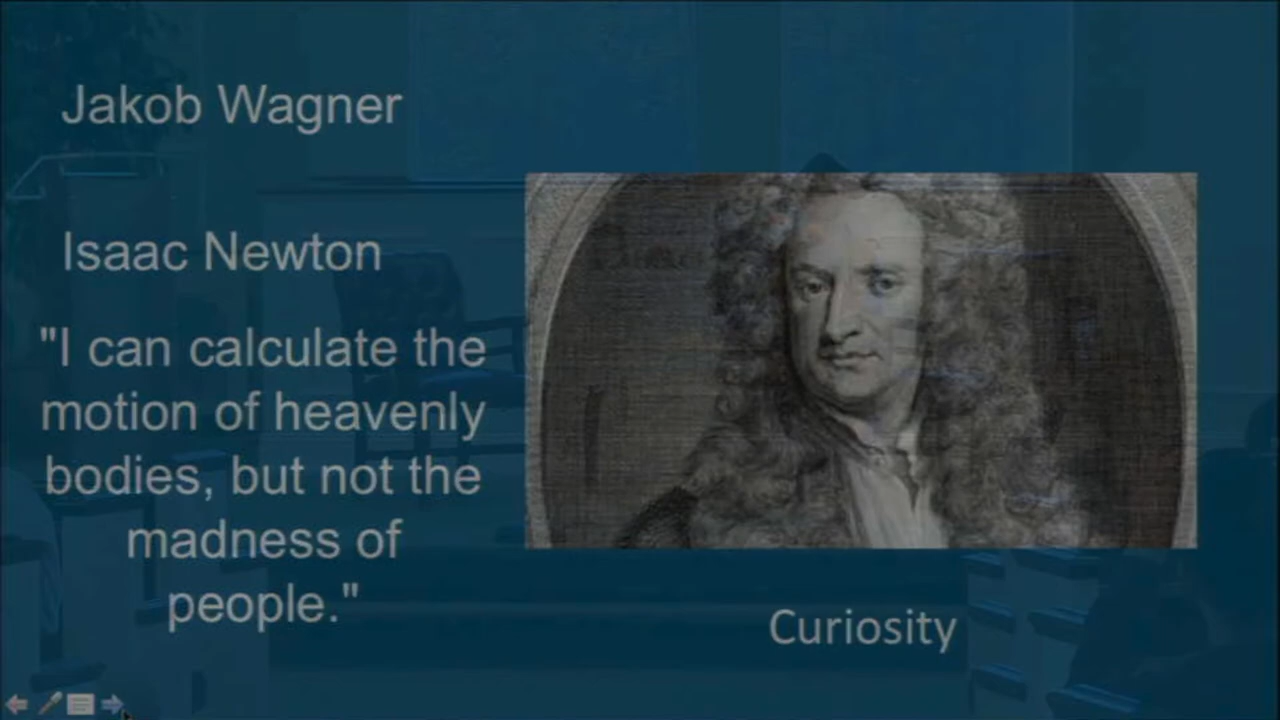 Jakob Wagner
Isaac Newton
"I can calculate the
motion of heavenly
bodies, but not the
madness of
people."
Curiosity